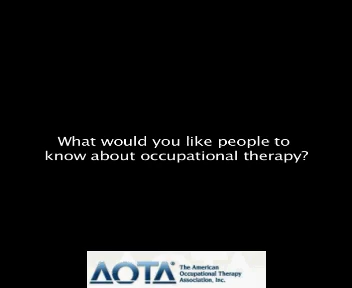 What would you like people to
know about occupational therapy?
AOTA®
The American
Occupational Therapy
Association, Inc.